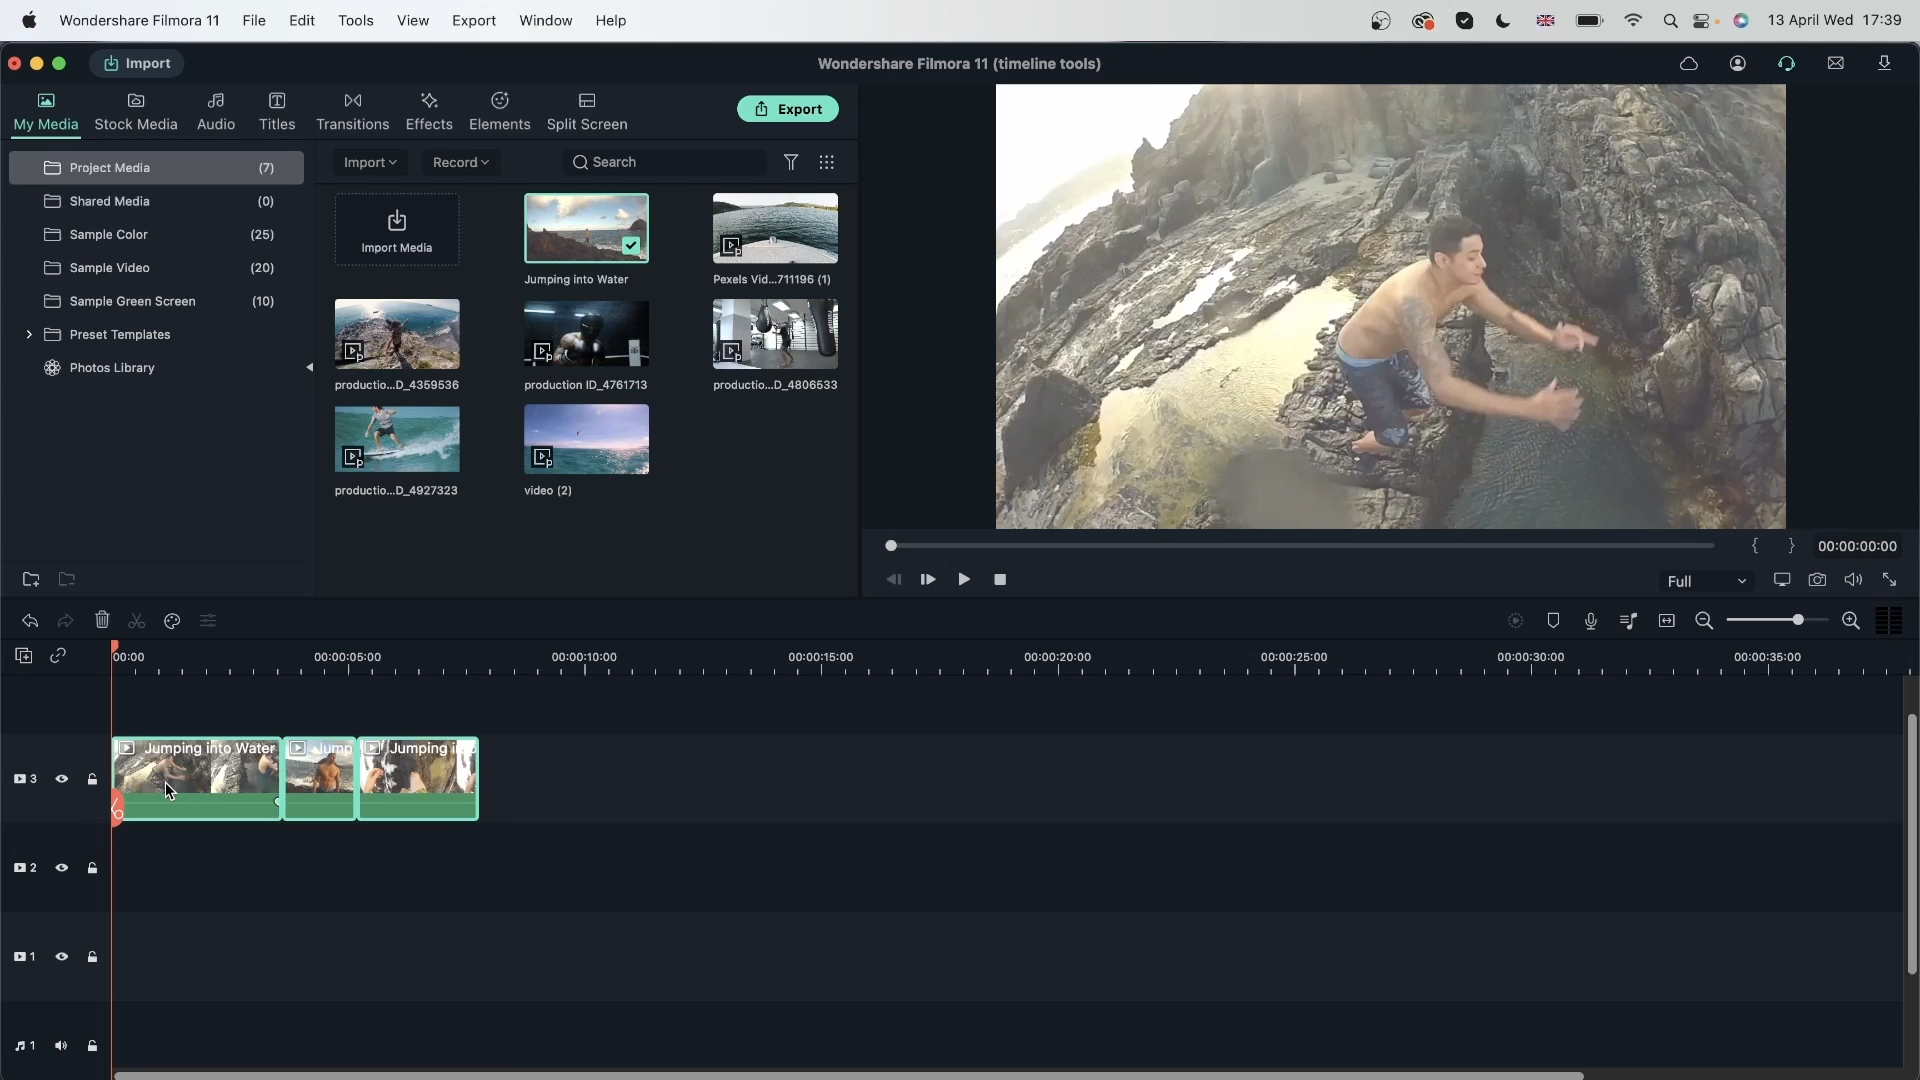 Wondershare Filmora 11 File Edit Tools View Export Window Help 13 April Wed 17:39
Import Wondershare Filmora 11 (timeline tools)
My Media Stock Media Audio Titles Transitions Effects Elements Split Screen Export
Project Media (7)
Shared Media (0)
Sample Color (25)
Sample Video (20)
Sample Green Screen (10)
Preset Templates
Photos Library
Import Record Search
Import Media
Jumping into Water
Pexels Vid...711196 (1)
productio...D_4359536
production ID_4761713
productio...D_4806533
productio...D_4927323
video (2)
{ } 00:00:00:00
Full
00:00 00:00:05:00 00:00:10:00 00:00:15:00 00:00:20:00 00:00:25:00 00:00:30:00 00:00:35:00
Jumping into Water Jump Jumping in
3
2
1
1